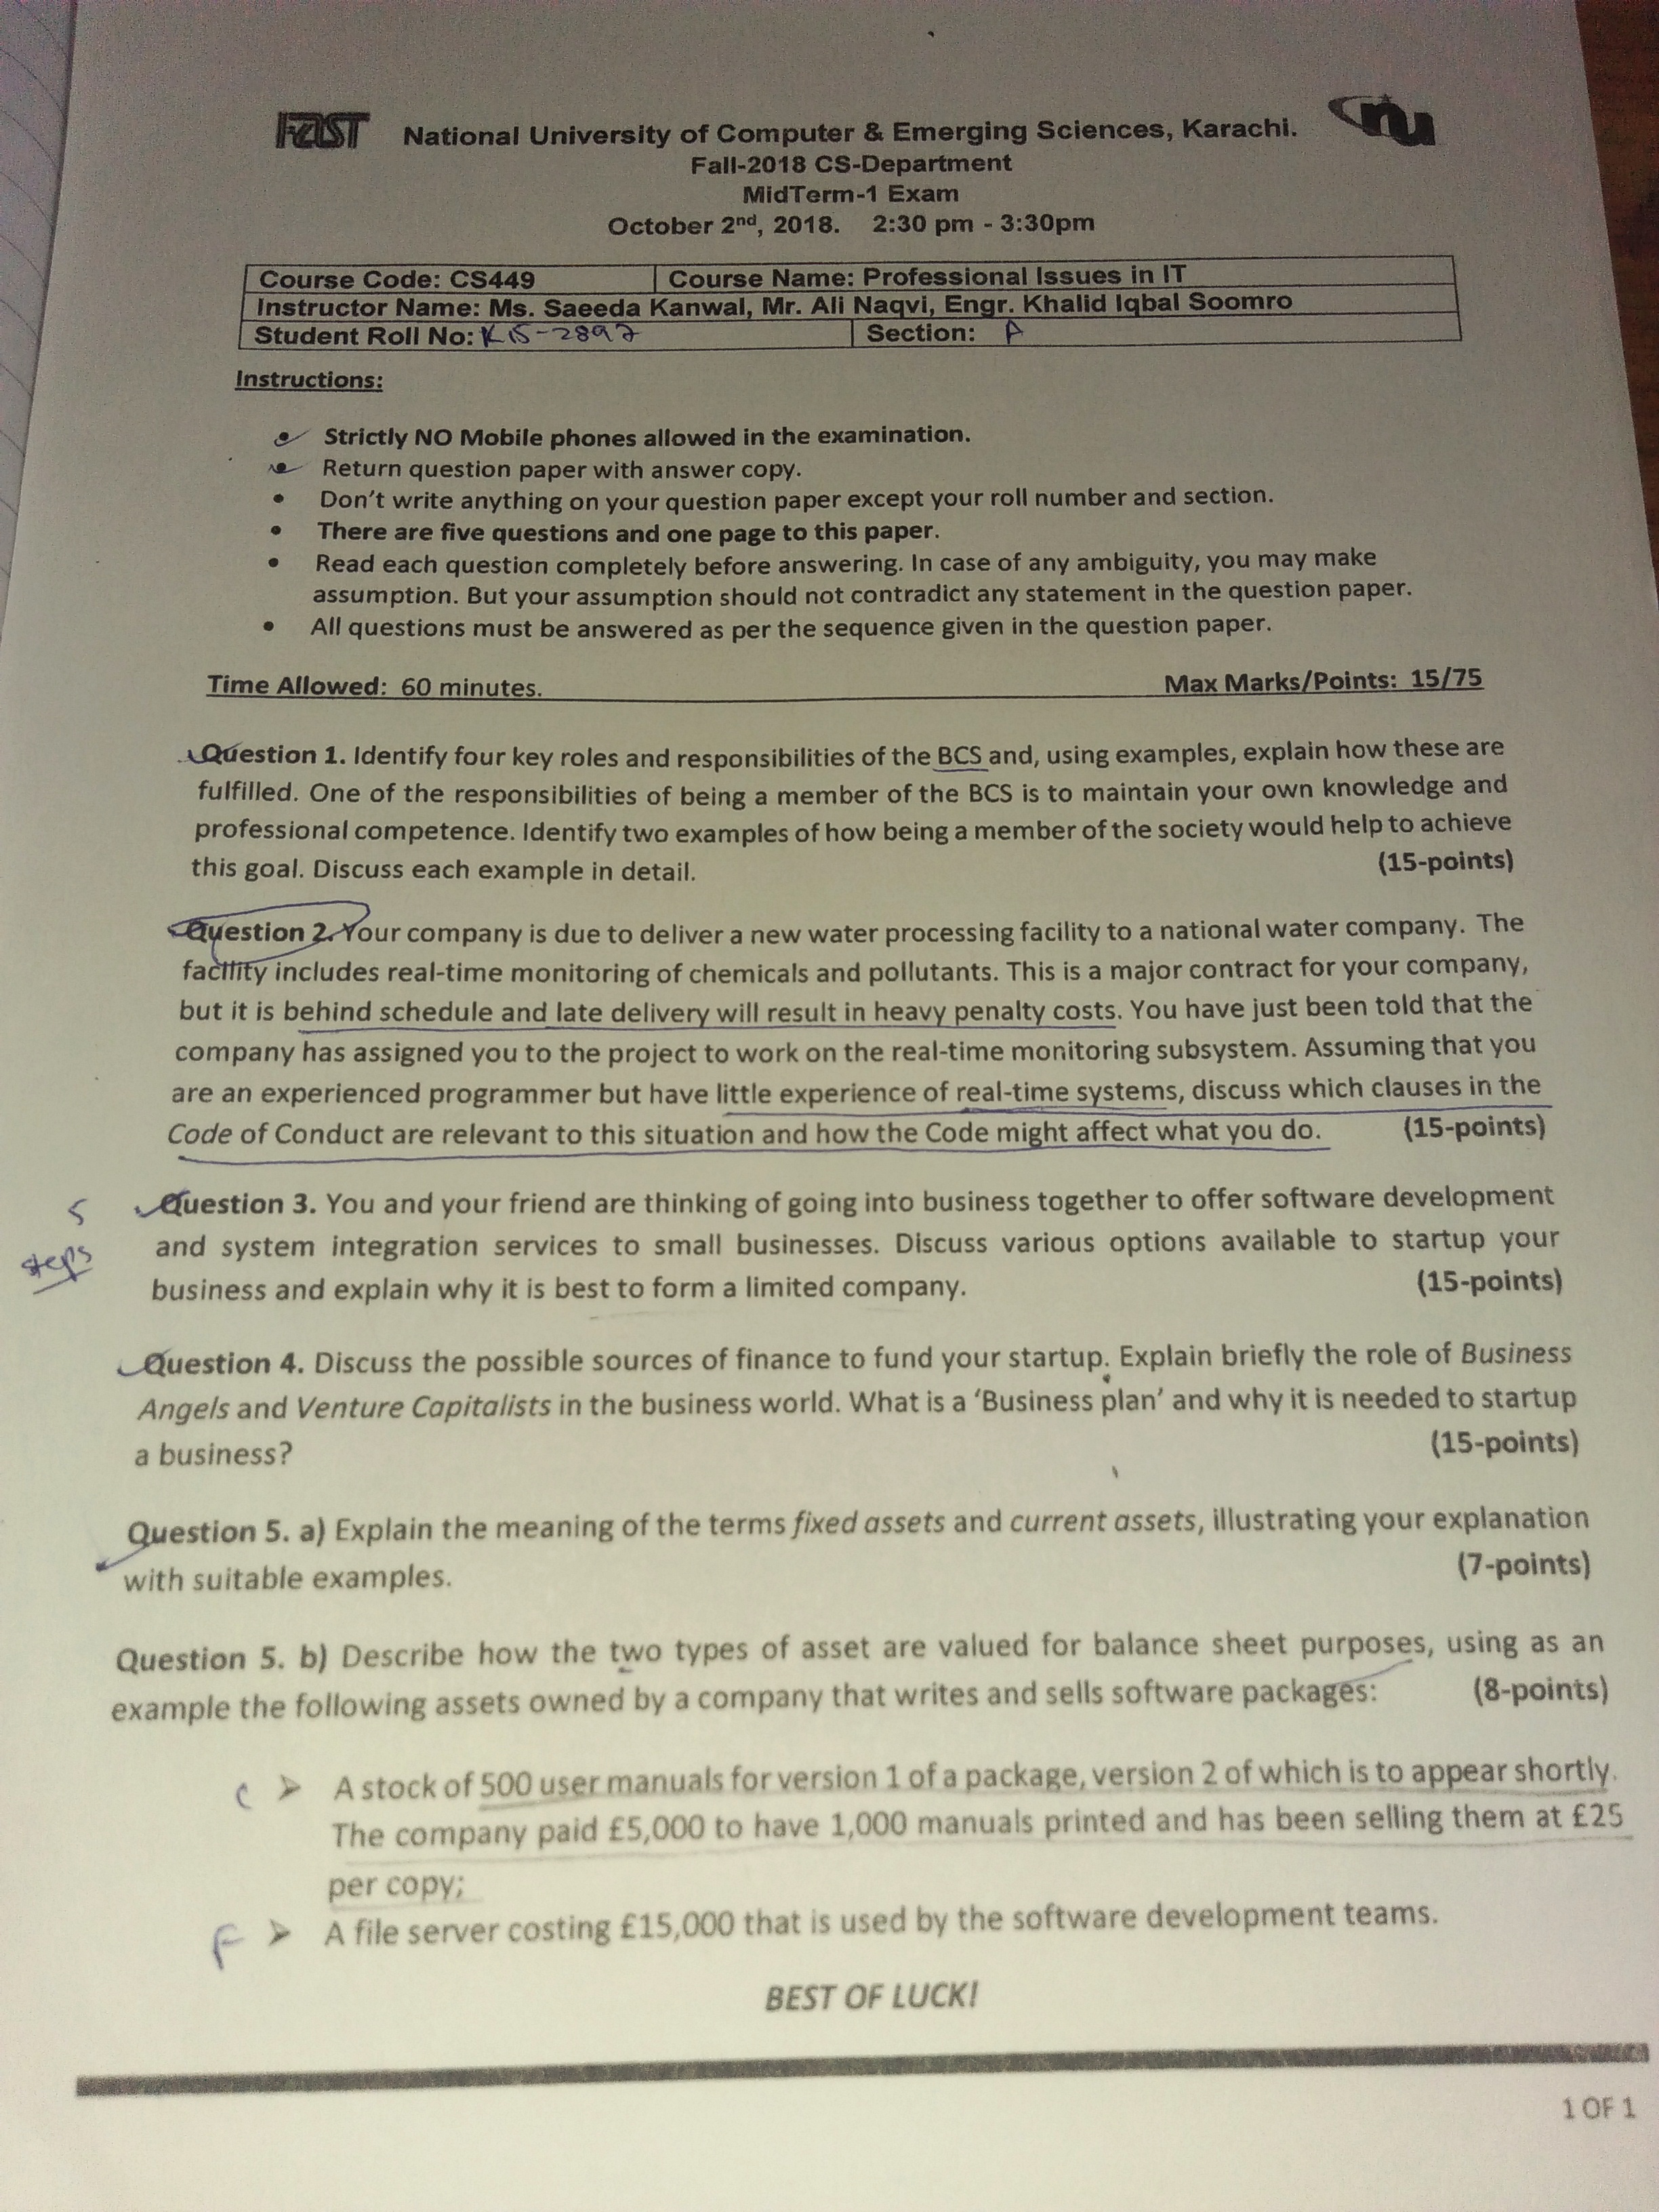 FAST National University of Computer & Emerging Sciences, Karachi. nu
Fall-2018 CS-Department
MidTerm-1 Exam
October 2nd, 2018. 2:30 pm - 3:30pm
Course Code: CS449 Course Name: Professional Issues in IT
Instructor Name: Ms. Saeeda Kanwal, Mr. Ali Naqvi, Engr. Khalid Iqbal Soomro
Student Roll No: K15-2897 Section: A
Instructions:
• Strictly NO Mobile phones allowed in the examination.
• Return question paper with answer copy.
• Don't write anything on your question paper except your roll number and section.
• There are five questions and one page to this paper.
• Read each question completely before answering. In case of any ambiguity, you may make
assumption. But your assumption should not contradict any statement in the question paper.
• All questions must be answered as per the sequence given in the question paper.
Time Allowed: 60 minutes. Max Marks/Points: 15/75
Question 1. Identify four key roles and responsibilities of the BCS and, using examples, explain how these are
fulfilled. One of the responsibilities of being a member of the BCS is to maintain your own knowledge and
professional competence. Identify two examples of how being a member of the society would help to achieve
this goal. Discuss each example in detail. (15-points)
Question 2. Your company is due to deliver a new water processing facility to a national water company. The
facility includes real-time monitoring of chemicals and pollutants. This is a major contract for your company,
but it is behind schedule and late delivery will result in heavy penalty costs. You have just been told that the
company has assigned you to the project to work on the real-time monitoring subsystem. Assuming that you
are an experienced programmer but have little experience of real-time systems, discuss which clauses in the
Code of Conduct are relevant to this situation and how the Code might affect what you do. (15-points)
5 Question 3. You and your friend are thinking of going into business together to offer software development
steps and system integration services to small businesses. Discuss various options available to startup your
business and explain why it is best to form a limited company. (15-points)
Question 4. Discuss the possible sources of finance to fund your startup. Explain briefly the role of Business
Angels and Venture Capitalists in the business world. What is a 'Business plan' and why it is needed to startup
a business? (15-points)
Question 5. a) Explain the meaning of the terms fixed assets and current assets, illustrating your explanation
with suitable examples. (7-points)
Question 5. b) Describe how the two types of asset are valued for balance sheet purposes, using as an
example the following assets owned by a company that writes and sells software packages: (8-points)
C ➢ A stock of 500 user manuals for version 1 of a package, version 2 of which is to appear shortly.
The company paid £5,000 to have 1,000 manuals printed and has been selling them at £25
per copy;
F ➢ A file server costing £15,000 that is used by the software development teams.
BEST OF LUCK!
1 OF 1